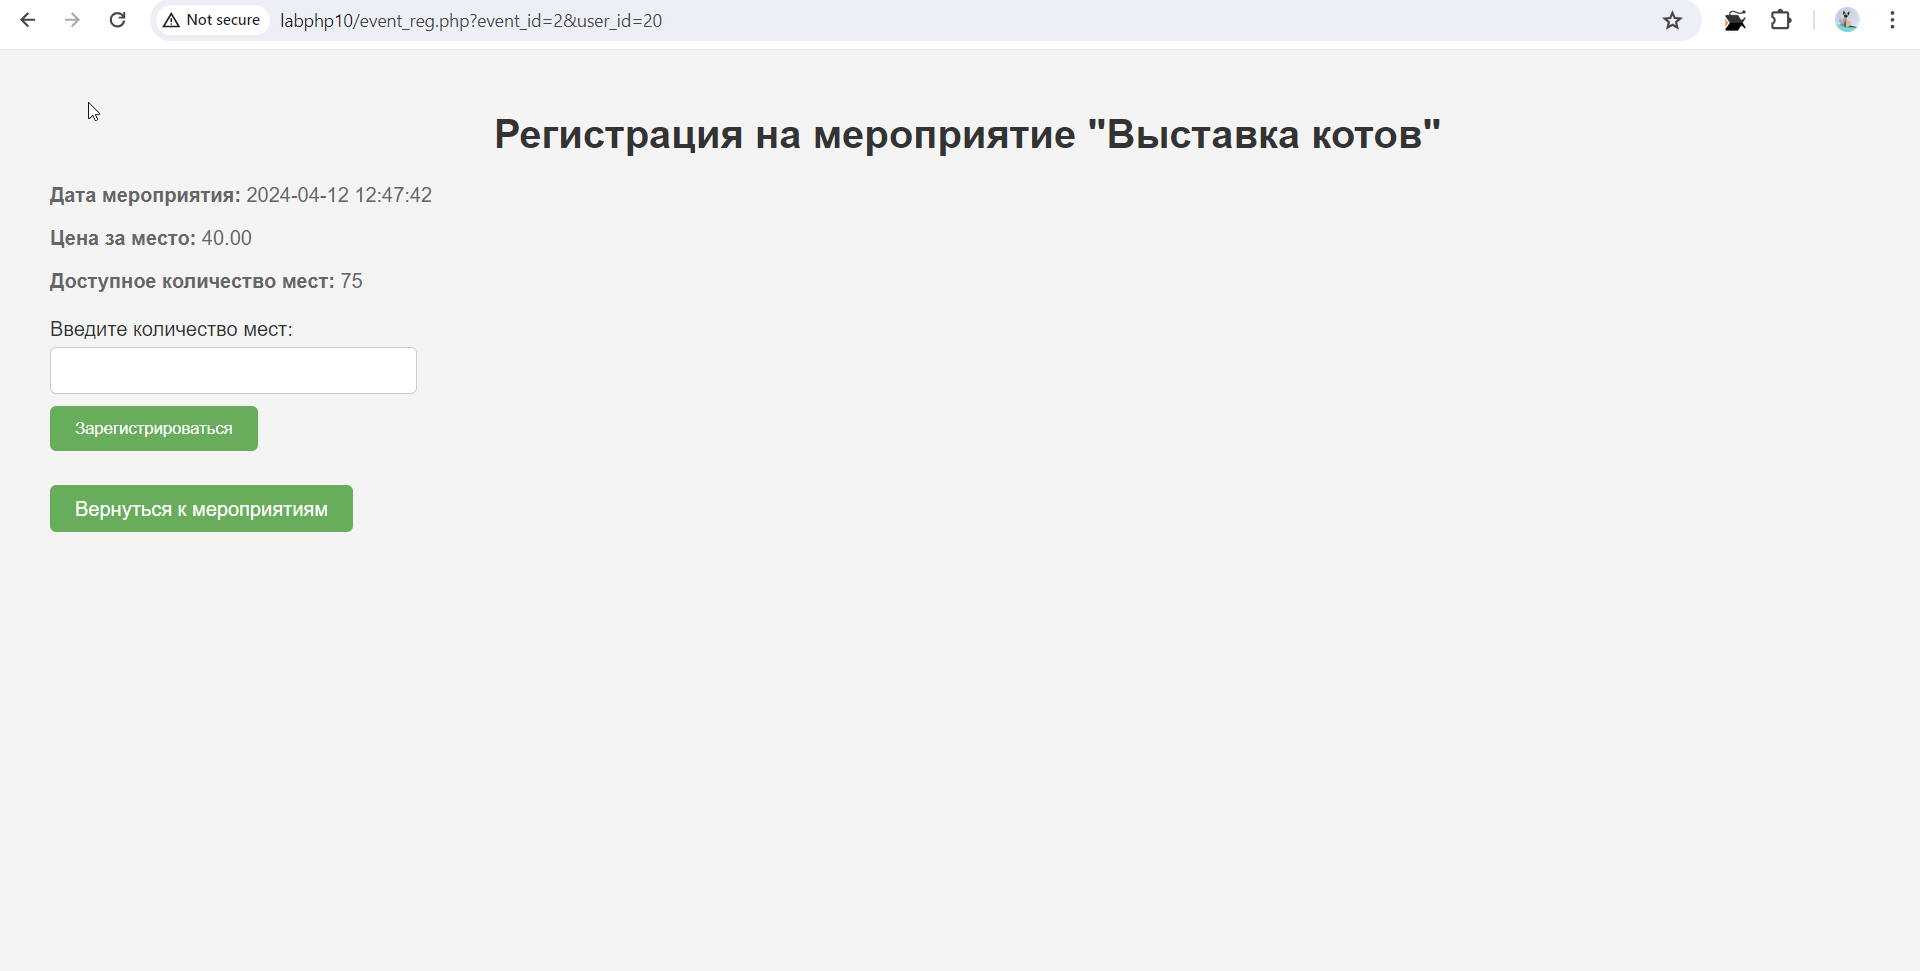 Not secure labphp10/event_reg.php?event_id=2&user_id=20
Регистрация на мероприятие "Выставка котов"
Дата мероприятия: 2024-04-12 12:47:42
Цена за место: 40.00
Доступное количество мест: 75
Введите количество мест:
Зарегистрироваться
Вернуться к мероприятиям